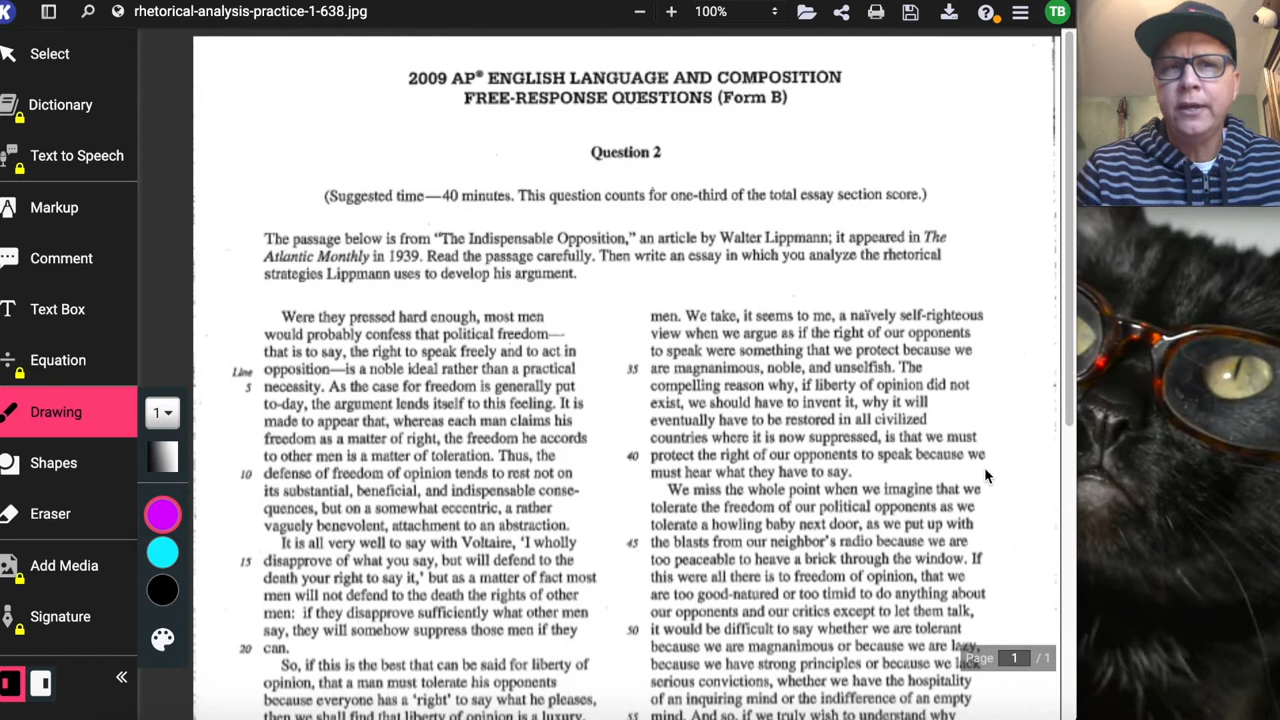 rhetorical-analysis-practice-1-638.jpg
100%
TB
Select
Dictionary
Text to Speech
Markup
Comment
Text Box
Equation
Drawing
1
Shapes
Eraser
Add Media
Signature
2009 AP® ENGLISH LANGUAGE AND COMPOSITION
FREE-RESPONSE QUESTIONS (Form B)
Question 2
(Suggested time—40 minutes. This question counts for one-third of the total essay section score.)
The passage below is from “The Indispensable Opposition,” an article by Walter Lippmann; it appeared in The
Atlantic Monthly in 1939. Read the passage carefully. Then write an essay in which you analyze the rhetorical
strategies Lippmann uses to develop his argument.
Were they pressed hard enough, most men
would probably confess that political freedom—
that is to say, the right to speak freely and to act in
Line opposition—is a noble ideal rather than a practical
5 necessity. As the case for freedom is generally put
to-day, the argument lends itself to this feeling. It is
made to appear that, whereas each man claims his
freedom as a matter of right, the freedom he accords
to other men is a matter of toleration. Thus, the
10 defense of freedom of opinion tends to rest not on
its substantial, beneficial, and indispensable conse-
quences, but on a somewhat eccentric, a rather
vaguely benevolent, attachment to an abstraction.
It is all very well to say with Voltaire, ‘I wholly
15 disapprove of what you say, but will defend to the
death your right to say it,’ but as a matter of fact most
men will not defend to the death the rights of other
men: if they disapprove sufficiently what other men
say, they will somehow suppress those men if they
20 can.
So, if this is the best that can be said for liberty of
opinion, that a man must tolerate his opponents
because everyone has a ‘right’ to say what he pleases,
then we shall find that liberty of opinion is a luxury,
men. We take, it seems to me, a naïvely self-righteous
view when we argue as if the right of our opponents
to speak were something that we protect because we
35 are magnanimous, noble, and unselfish. The
compelling reason why, if liberty of opinion did not
exist, we should have to invent it, why it will
eventually have to be restored in all civilized
countries where it is now suppressed, is that we must
40 protect the right of our opponents to speak because we
must hear what they have to say.
We miss the whole point when we imagine that we
tolerate the freedom of our political opponents as we
tolerate a howling baby next door, as we put up with
45 the blasts from our neighbor’s radio because we are
too peaceable to heave a brick through the window. If
this were all there is to freedom of opinion, that we
are too good-natured or too timid to do anything about
our opponents and our critics except to let them talk,
50 it would be difficult to say whether we are tolerant
because we are magnanimous or because we are lazy,
because we have strong principles or because we lack
serious convictions, whether we have the hospitality
of an inquiring mind or the indifference of an empty
55 mind. And so, if we truly wish to understand why
Page 1 / 1